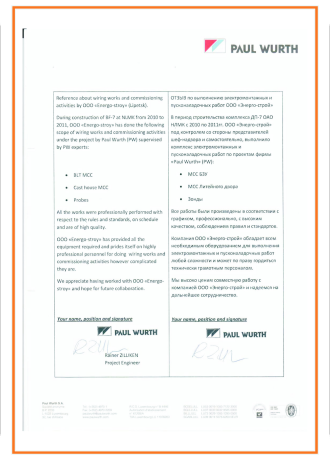 PAUL WURTH
Reference about wiring works and commissioning
activities by OOO «Energo-stroy» (Lipetsk).
During construction of BF-7 at NLMK from 2010 to
2011, OOO «Energo-stroy» has done the following
scope of wiring works and commissioning activities
under the project by Paul Wurth (PW) supervised
by PW experts:
• BLT MCC
• Cast house MCC
• Probes
All the works were professionally performed with
respect to the rules and standards, on schedule
and are of high quality.
OOO «Energo-stroy» has provided all the
equipment required and prides itself on highly
professional personnel for doing wiring works and
commissioning activities however complicated
they are.
We appreciate having worked with OOO «Energo-
stroy» and hope for future collaboration.
Your name, position and signature
PAUL WURTH
Rainer ZILLIKEN
Project Engineer
ОТЗЫВ по выполнению электромонтажных и
пусконаладочных работ ООО «Энерго-строй»
В период строительства комплекса ДП-7 ОАО
НЛМК с 2010 по 2011г. ООО «Энерго-строй»
под контролем со стороны представителей
шеф-надзора и самостоятельно, выполнило
комплекс электромонтажных и
пусконаладочных работ по проектам фирмы
«Paul Wurth» (PW):
• МСС БЗУ
• МСС Литейного двора
• Зонды
Все работы были произведены в соответствии с
графиком, профессионально, с высоким
качеством, соблюдением правил и стандартов.
Компания ООО «Энерго-строй» обладает всем
необходимым оборудованием для выполнения
электромонтажных и пусконаладочных работ
любой сложности и может по праву гордиться
технически грамотным персоналом.
Мы высоко ценим совместную работу с
компанией ООО «Энерго-строй» и надеемся на
дальнейшее сотрудничество.
Your name, position and signature
PAUL WURTH